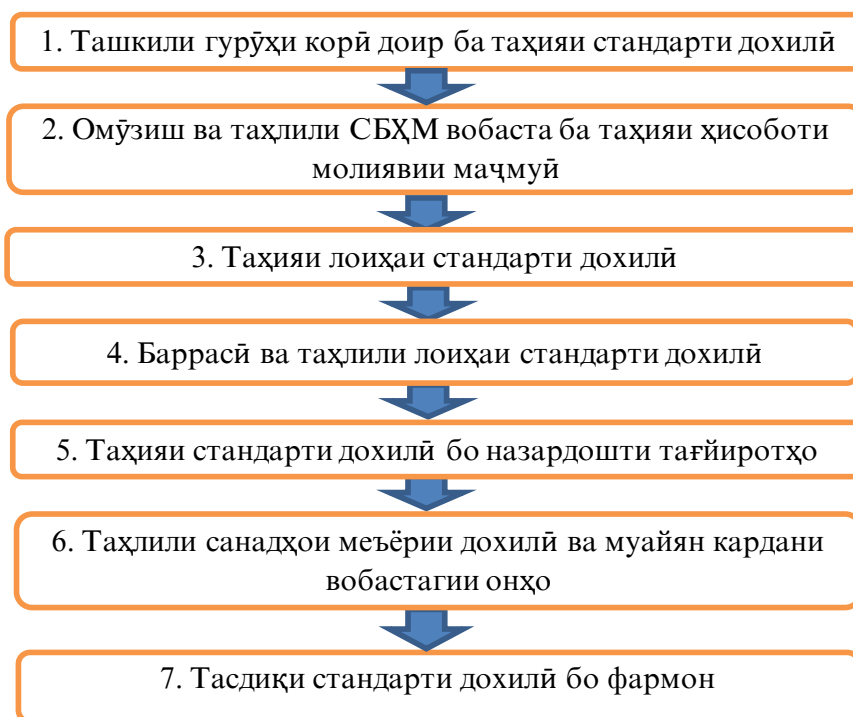 1. Ташкили гурӯҳи корӣ доир ба таҳияи стандарти дохилӣ
2. Омӯзиш ва таҳлили СБҲМ вобаста ба таҳияи ҳисоботи
молиявии маҷмуӣ
3. Таҳияи лоиҳаи стандарти дохилӣ
4. Баррасӣ ва таҳлили лоиҳаи стандарти дохилӣ
5. Таҳияи стандарти дохилӣ бо назардошти тағйиротҳо
6. Таҳлили санадҳои меъёрии дохилӣ ва муайян кардани
вобастагии онҳо
7. Тасдиқи стандарти дохилӣ бо фармон